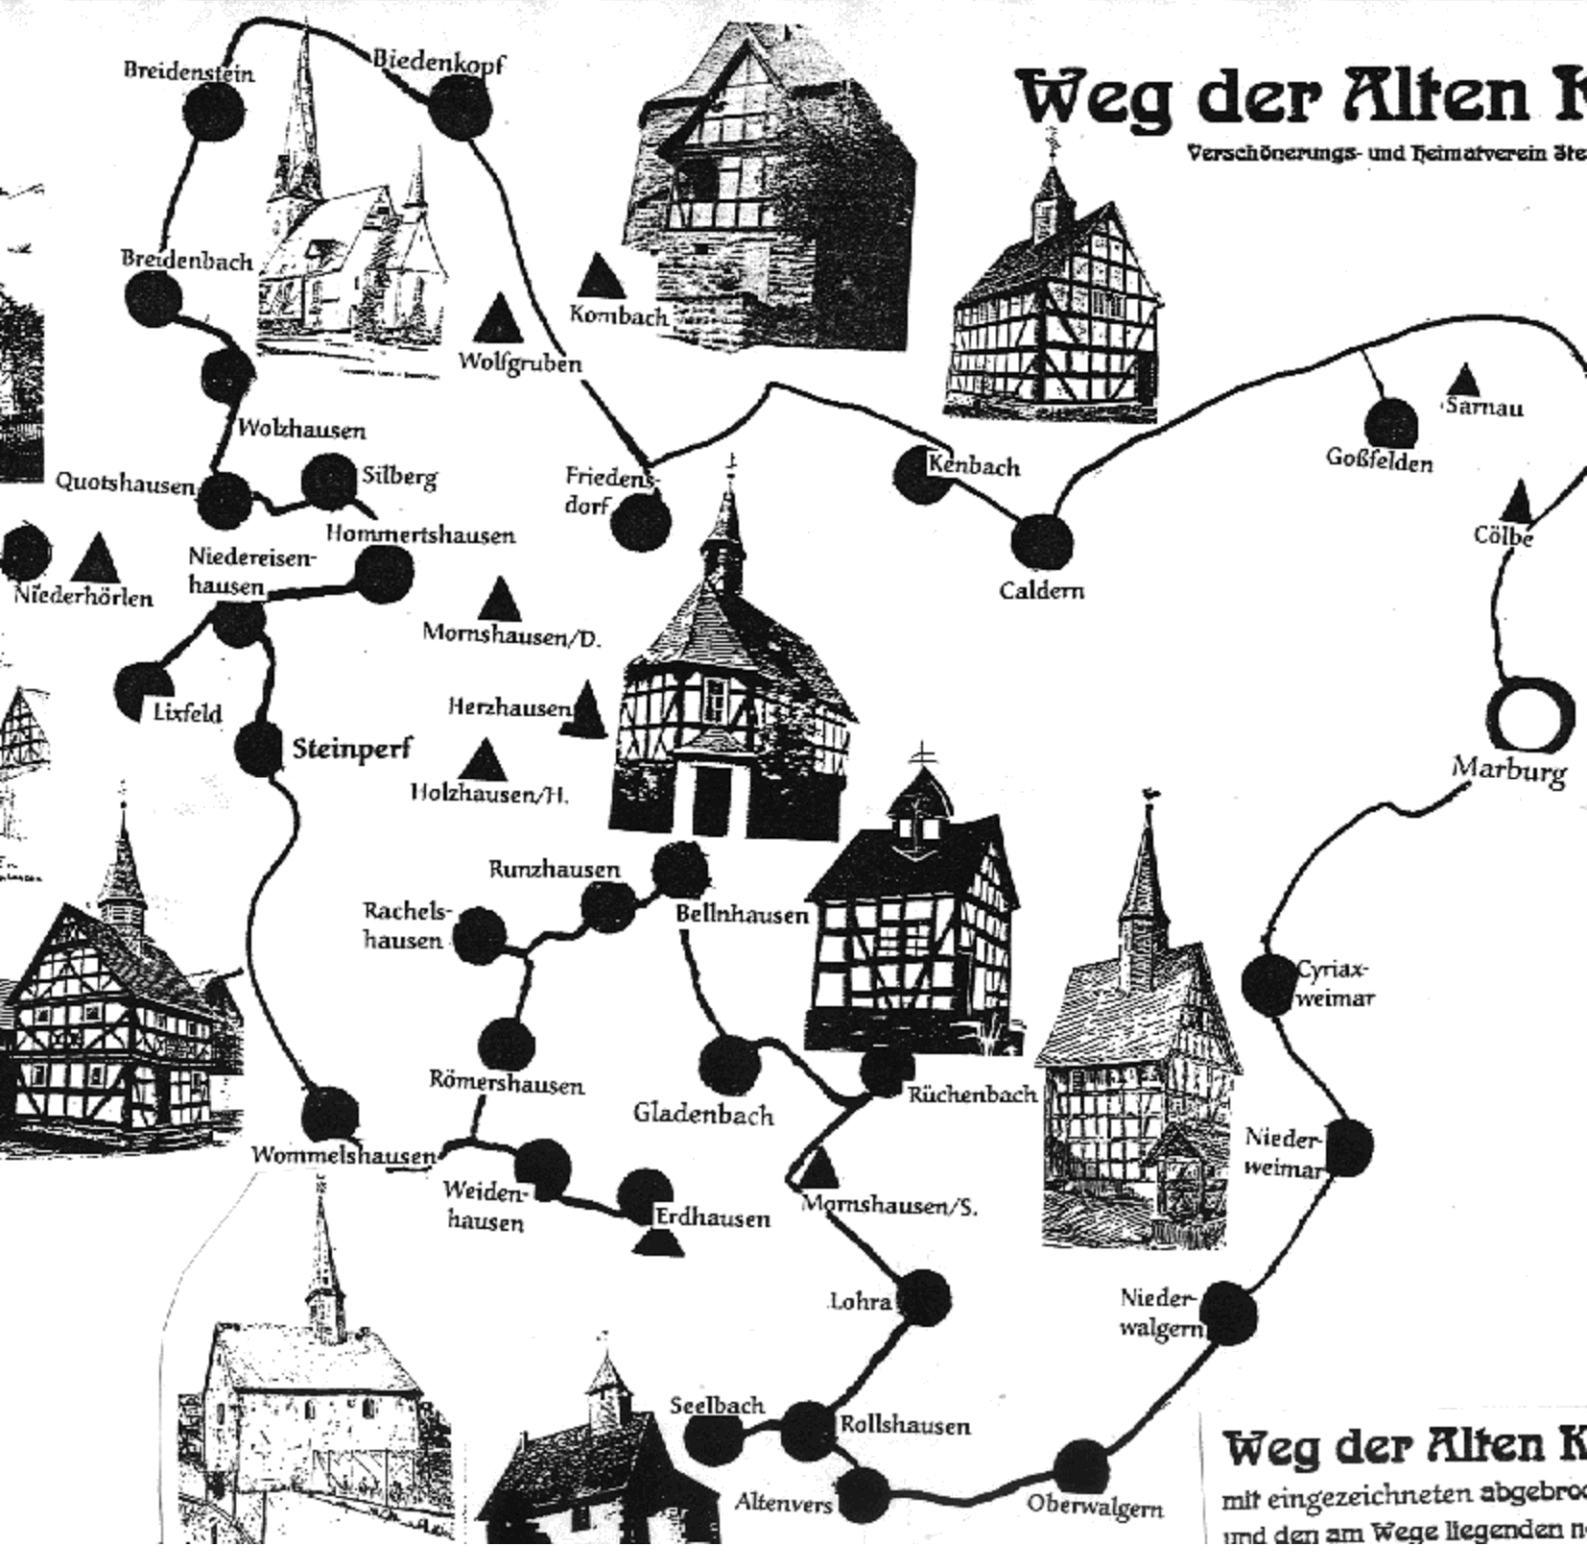 Weg der Alten K
Verschönerungs- und Heimatverein Ste
Breidenstein
Biedenkopf
Breidenbach
Kombach
Wolfgruben
Wolzhausen
Sarnau
Goßfelden
Quotshausen
Silberg
Friedens-
dorf
Kenbach
Hommertshausen
Cölbe
Niedereisen-
hausen
Niederhörlen
Caldern
Mornshausen/D.
Lixfeld
Herzhausen
Steinperf
Marburg
Holzhausen/H.
Runzhausen
Rachels-
hausen
Bellnhausen
Cyriax-
weimar
Römershausen
Gladenbach
Rüchenbach
Wommelshausen
Nieder-
weimar
Weiden-
hausen
Erdhausen
Mornshausen/S.
Lohra
Nieder-
walgern
Seelbach
Rollshausen
Altenvers
Oberwalgern
Weg der Alten K
mit eingezeichneten abgebroc
und den am Wege liegenden n